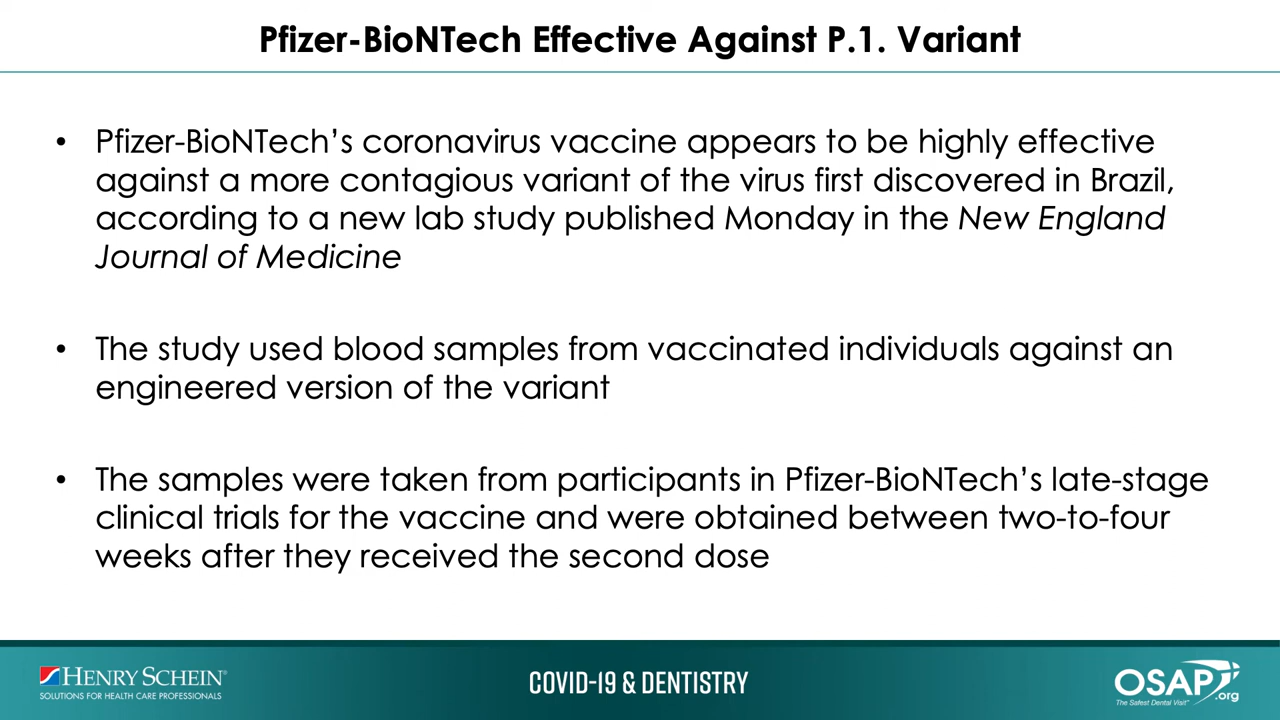 Pfizer-BioNTech Effective Against P.1. Variant
• Pfizer-BioNTech’s coronavirus vaccine appears to be highly effective
against a more contagious variant of the virus first discovered in Brazil,
according to a new lab study published Monday in the New England
Journal of Medicine
• The study used blood samples from vaccinated individuals against an
engineered version of the variant
• The samples were taken from participants in Pfizer-BioNTech’s late-stage
clinical trials for the vaccine and were obtained between two-to-four
weeks after they received the second dose
HENRY SCHEIN®
SOLUTIONS FOR HEALTH CARE PROFESSIONALS
COVID-19 & DENTISTRY
OSAP.org
The Safest Dental Visit™